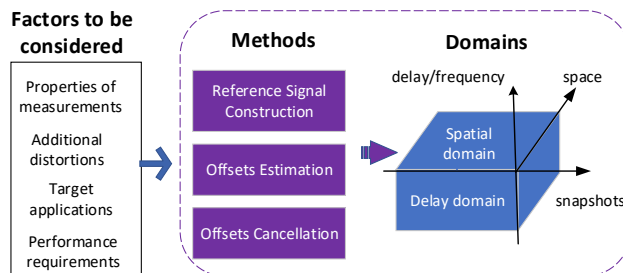 Factors to be
considered
Properties of
measurements
Additional
distortions
Target
applications
Performance
requirements
Methods
Reference Signal
Construction
Offsets Estimation
Offsets Cancellation
Domains
delay/frequency
space
Spatial
domain
Delay domain
snapshots